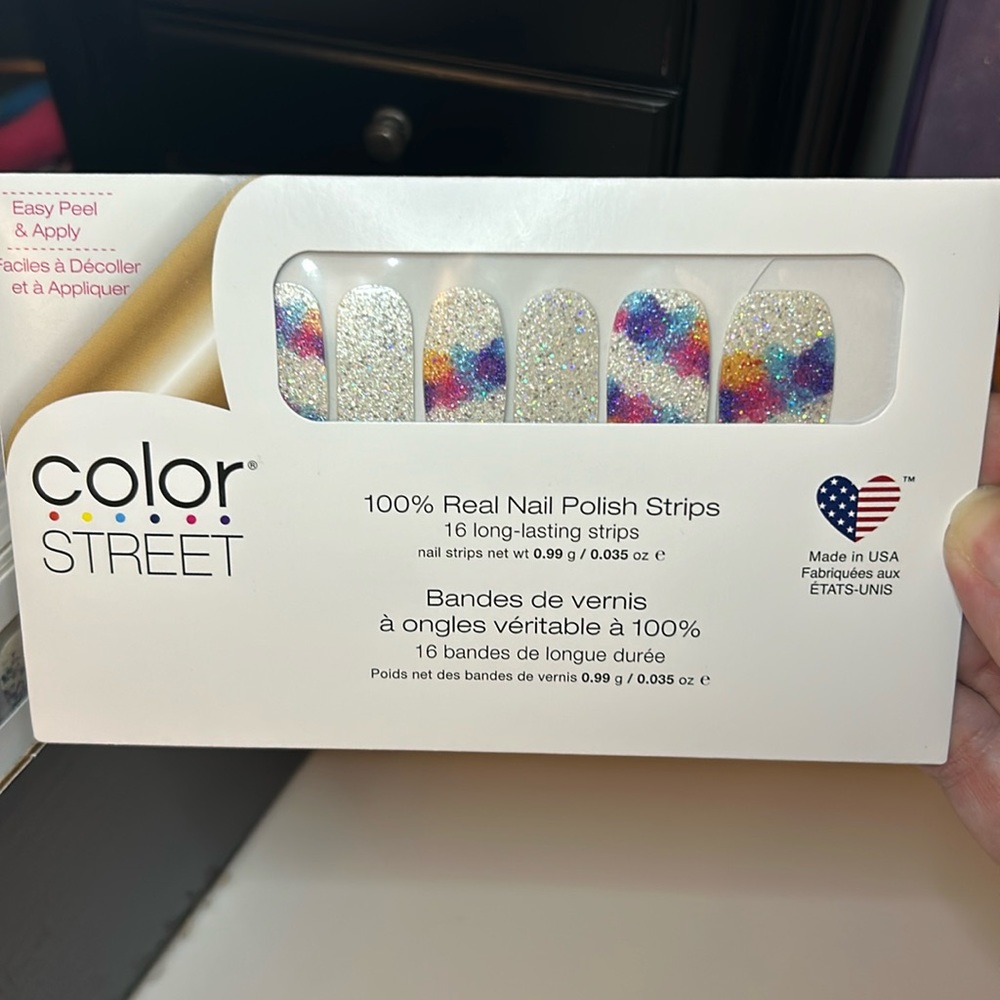 Easy Peel
& Apply
Faciles à Décoller
et à Appliquer
color®
STREET
100% Real Nail Polish Strips
16 long-lasting strips
nail strips net wt 0.99 g / 0.035 oz ℮
Bandes de vernis
à ongles véritable à 100%
16 bandes de longue durée
Poids net des bandes de vernis 0.99 g / 0.035 oz ℮
™
Made in USA
Fabriquées aux
ÉTATS-UNIS